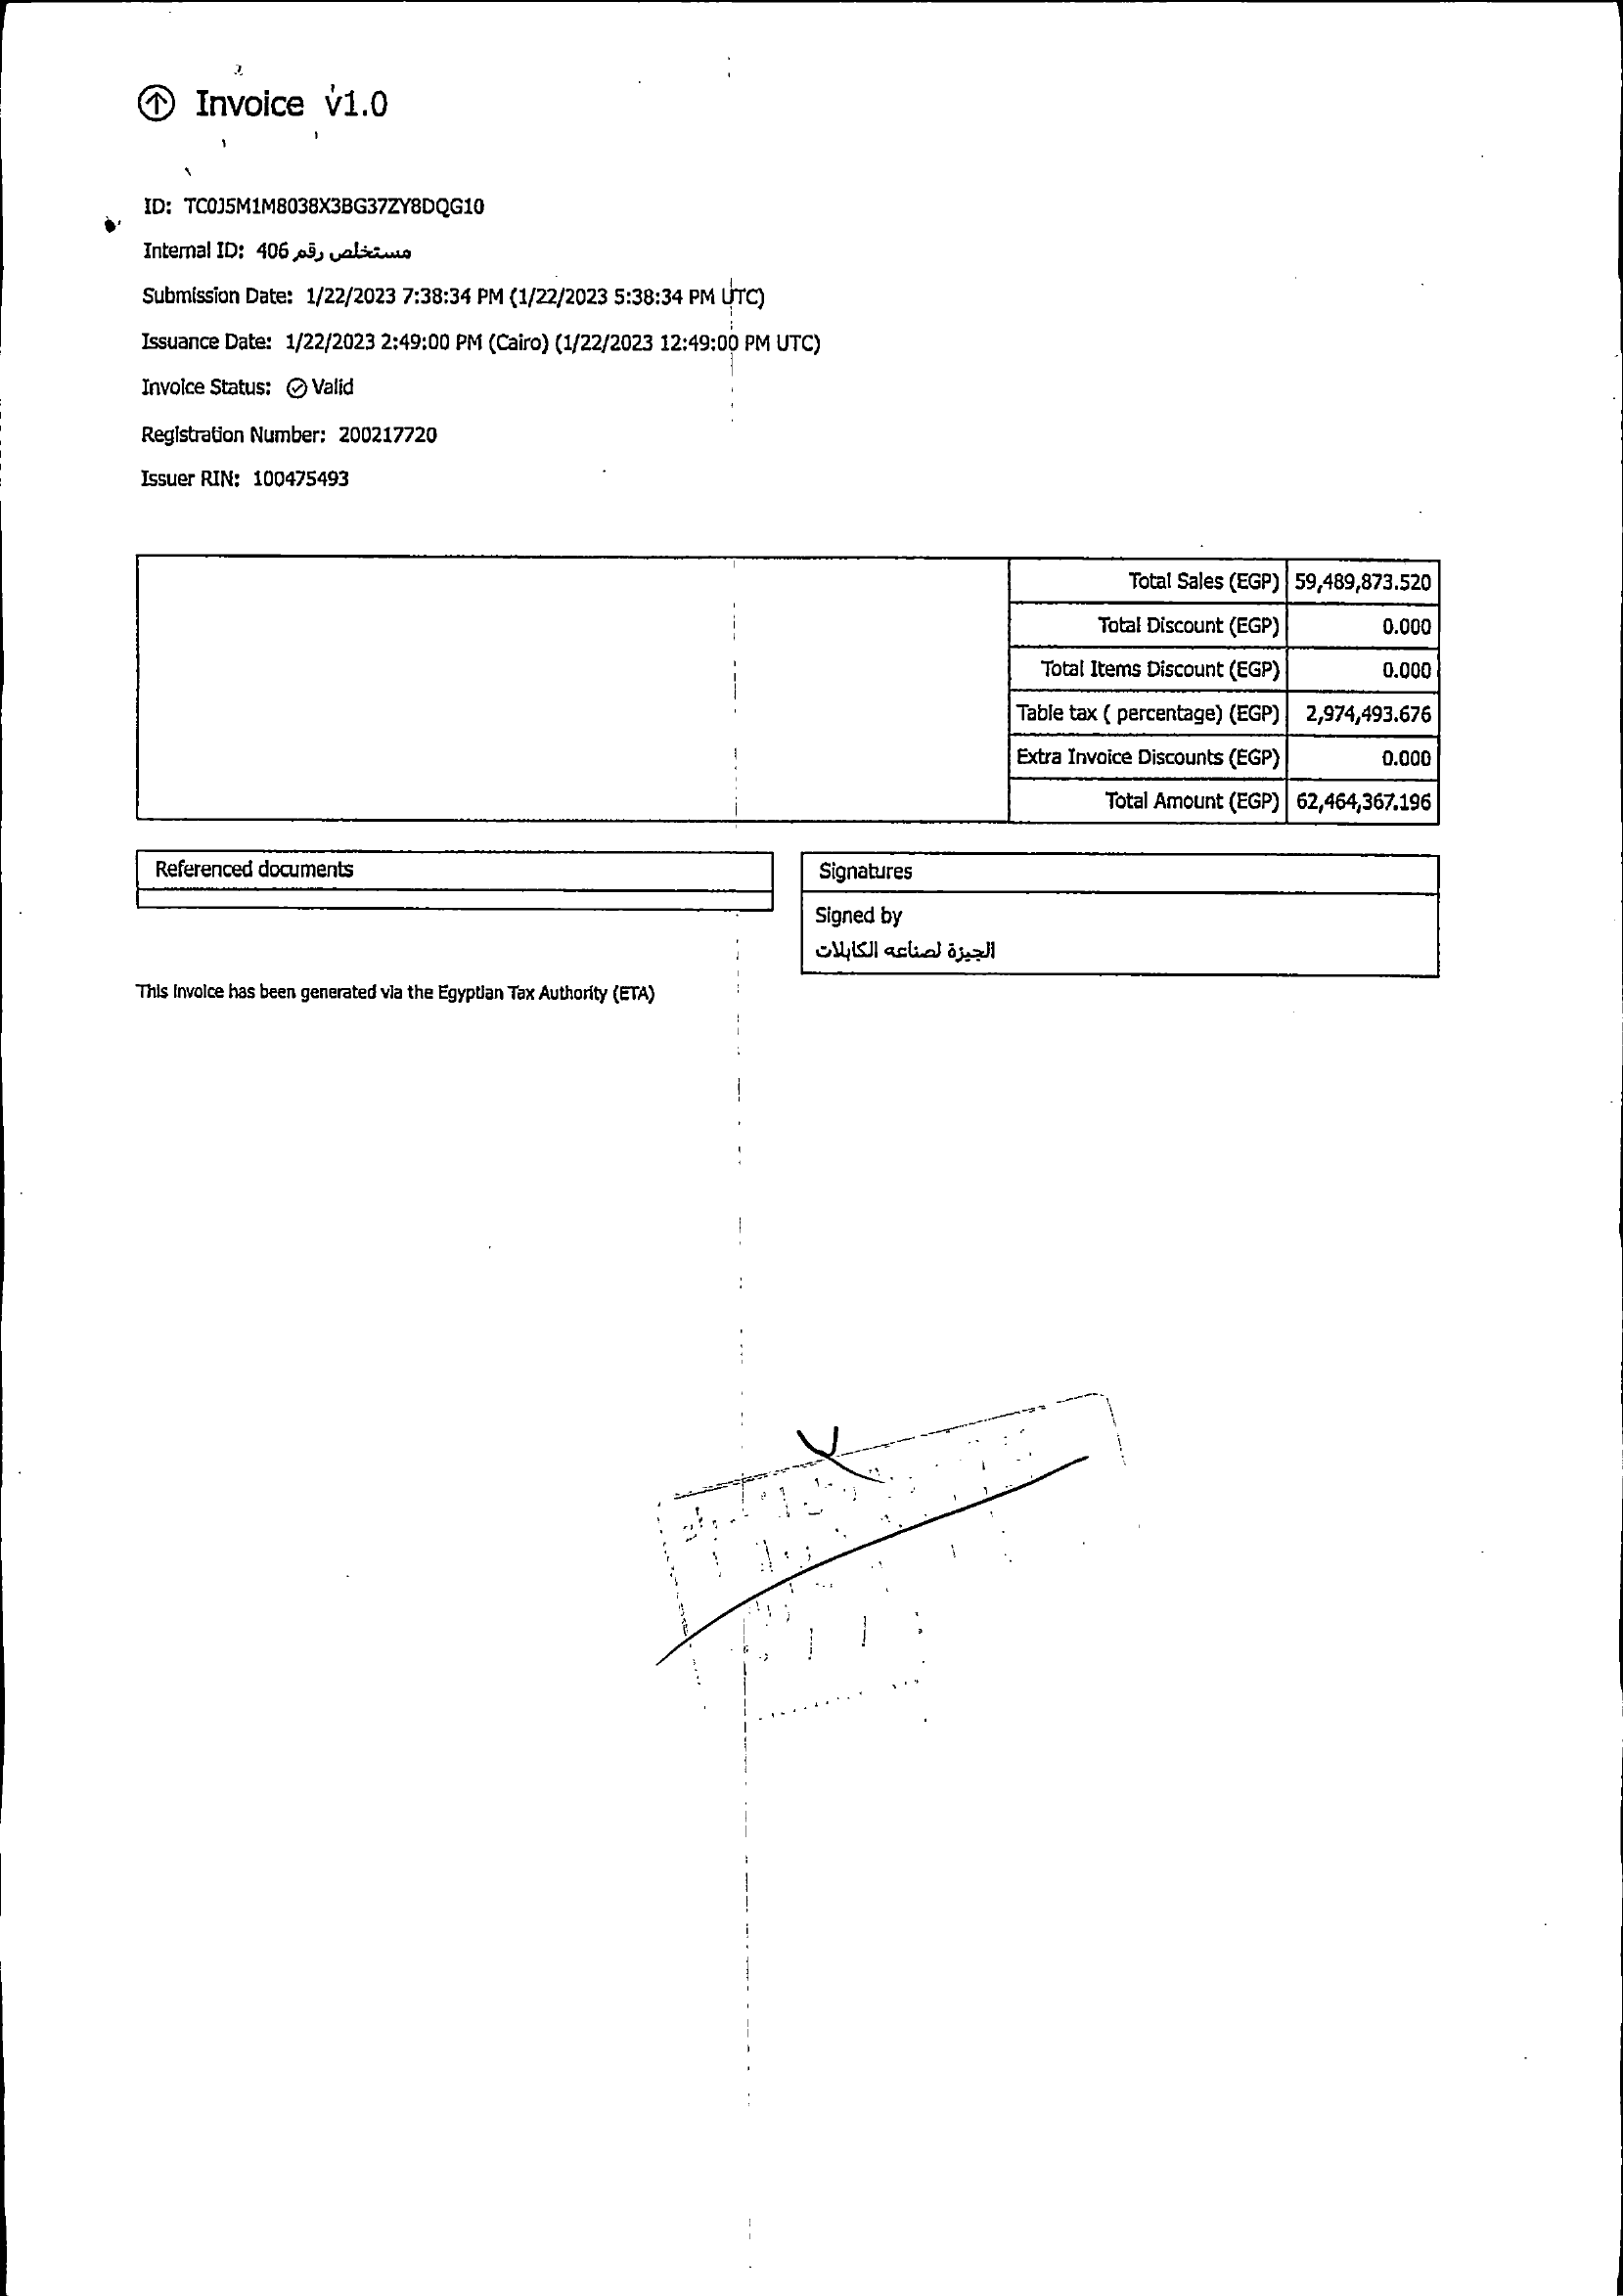 Invoice v1.0
ID: TC0J5M1M8038X3BG37ZY8DQG10
Internal ID: مستخلص رقم 406
Submission Date: 1/22/2023 7:38:34 PM (1/22/2023 5:38:34 PM UTC)
Issuance Date: 1/22/2023 2:49:00 PM (Cairo) (1/22/2023 12:49:00 PM UTC)
Invoice Status: Valid
Registration Number: 200217720
Issuer RIN: 100475493
Total Sales (EGP) 59,489,873.520
Total Discount (EGP) 0.000
Total Items Discount (EGP) 0.000
Table tax ( percentage) (EGP) 2,974,493.676
Extra Invoice Discounts (EGP) 0.000
Total Amount (EGP) 62,464,367.196
Referenced documents
Signatures
Signed by
الجيزة لصناعه الكابلات
This invoice has been generated via the Egyptian Tax Authority (ETA)